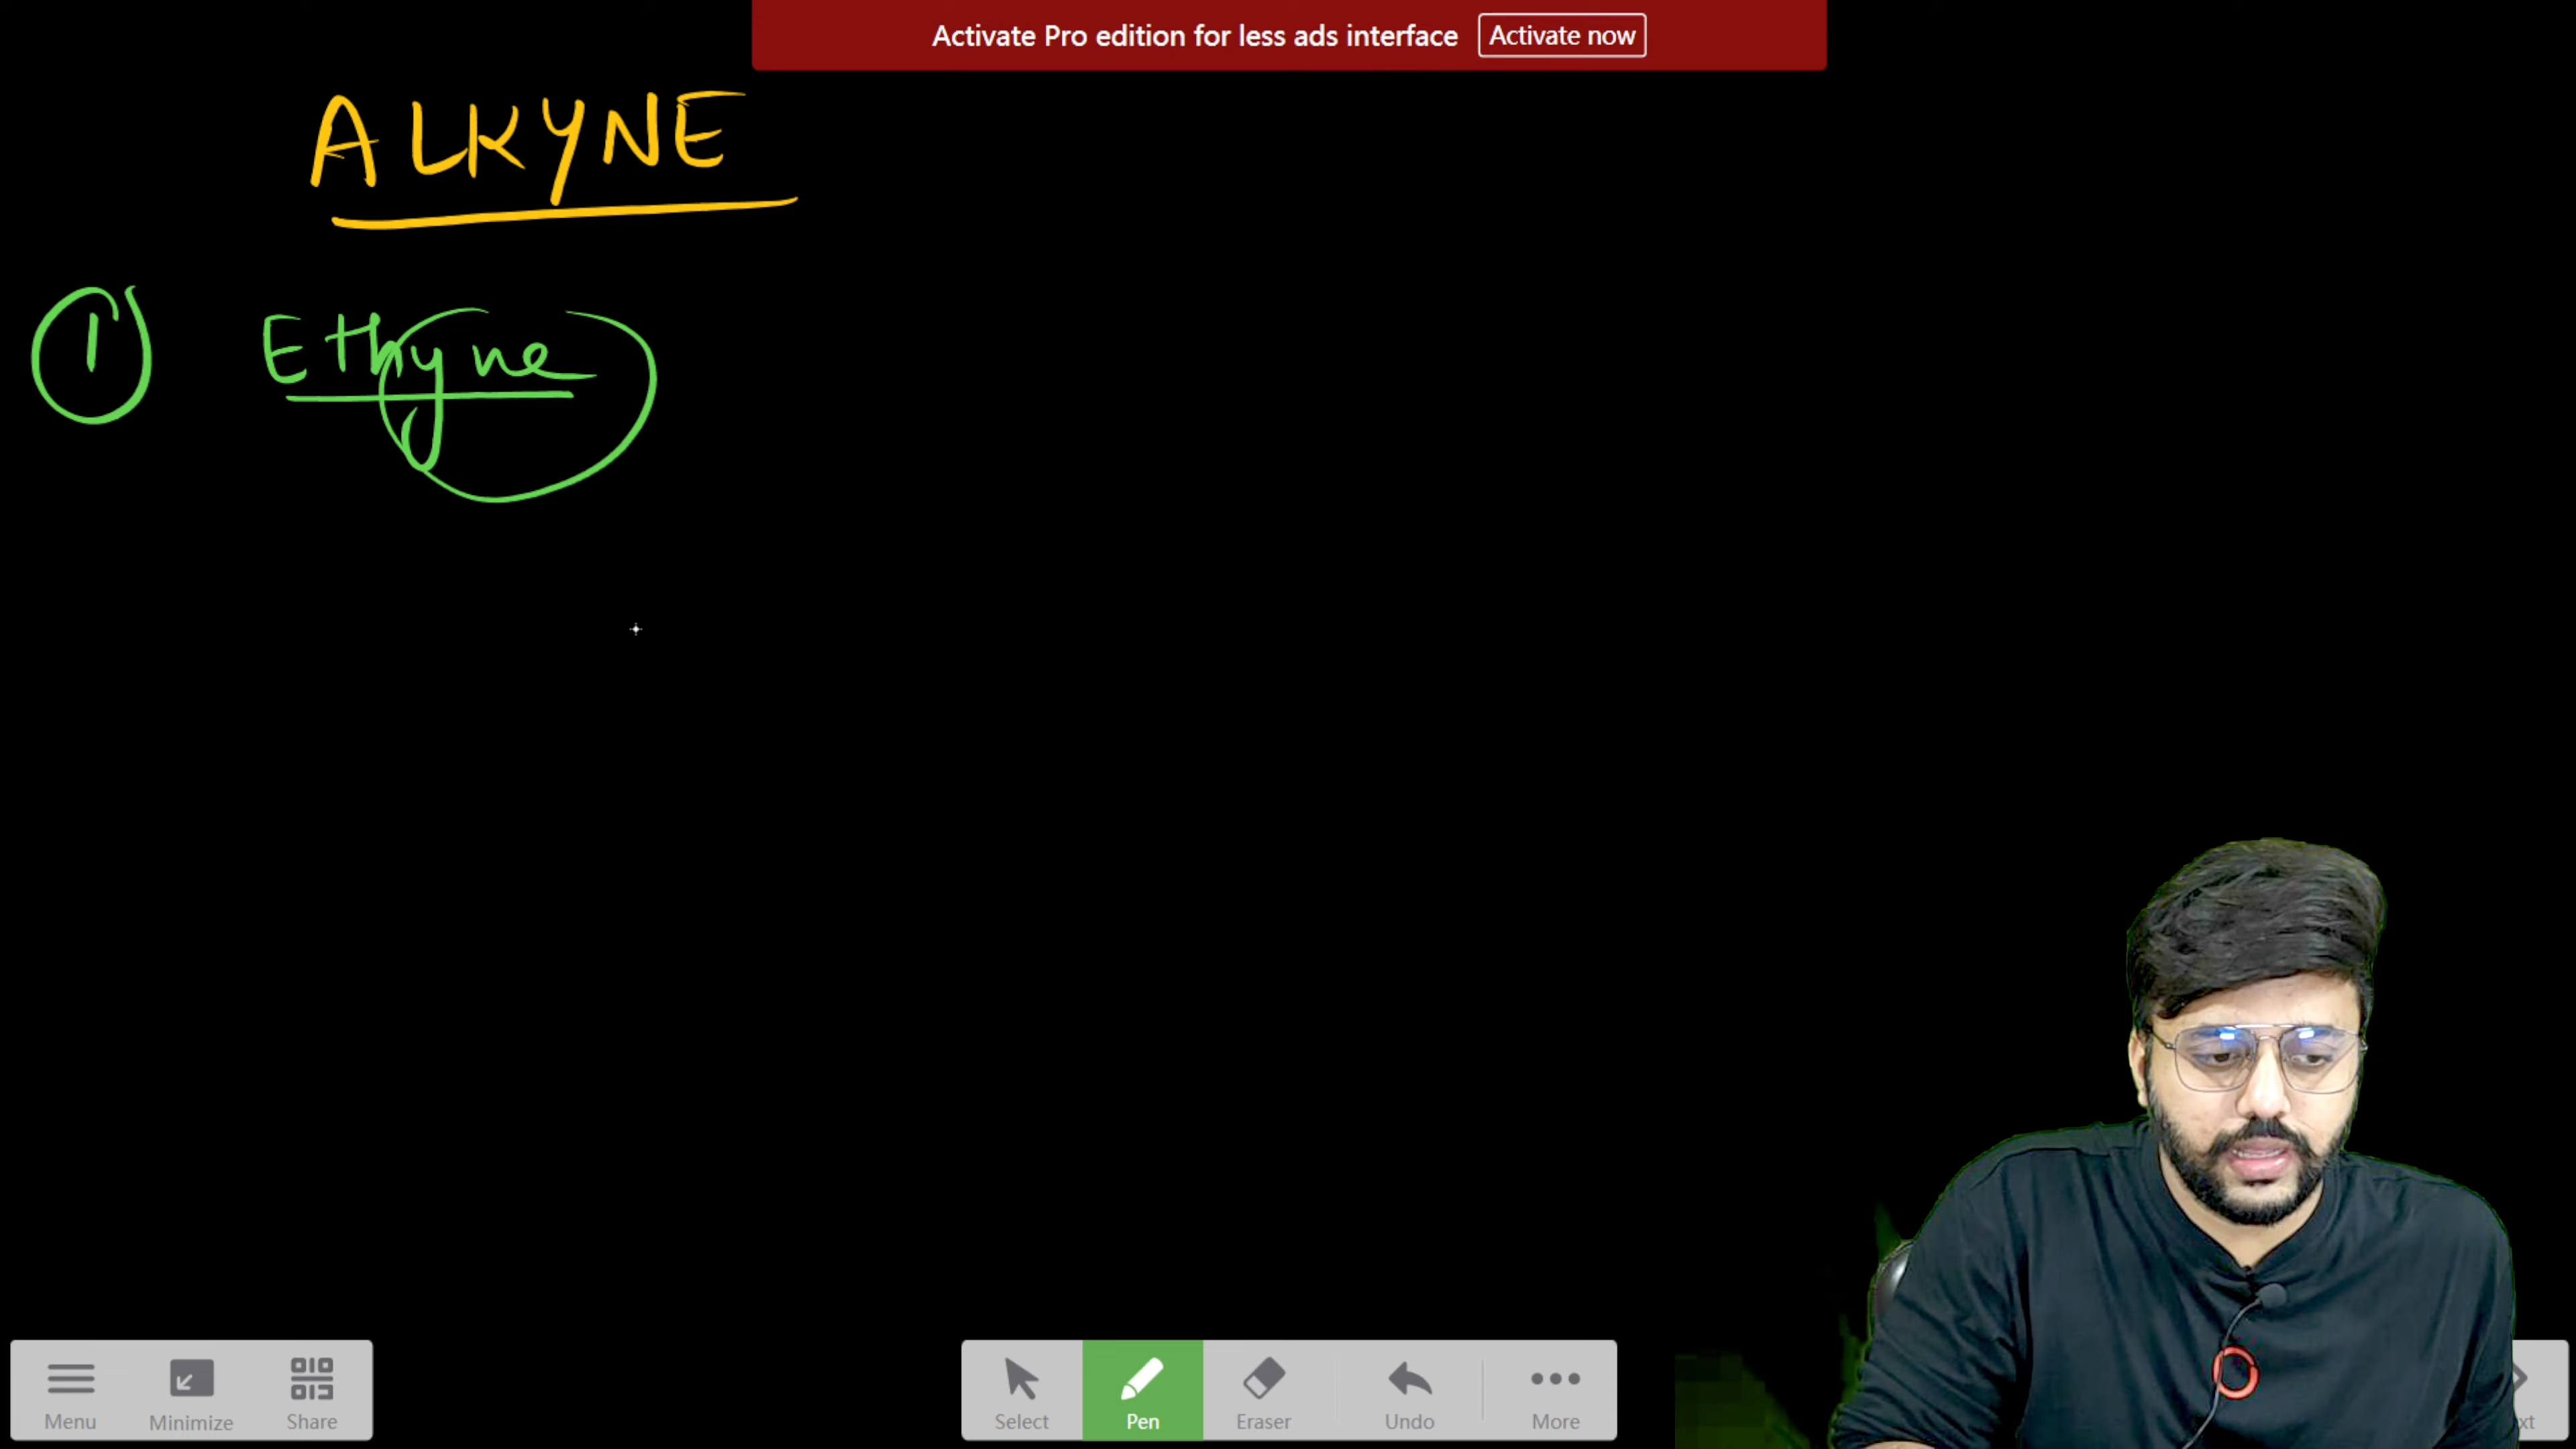 Activate Pro edition for less ads interface Activate now
ALKYNE
1 Ethyne
Menu Minimize Share Select Pen Eraser Undo More xt